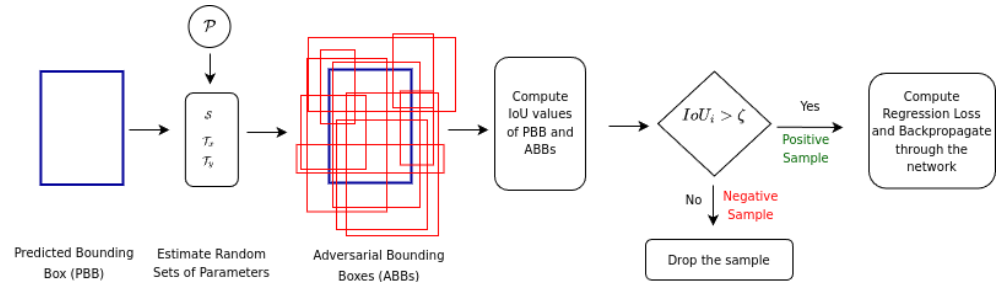 𝒫
𝒮
𝒯ₓ
𝒯ᵧ
Predicted Bounding
Box (PBB)
Estimate Random
Sets of Parameters
Adversarial Bounding
Boxes (ABBs)
Compute
IoU values
of PBB and
ABBs
IoUᵢ > ζ
Yes
Positive
Sample
No
Negative
Sample
Drop the sample
Compute
Regression Loss
and Backpropagate
through the
network